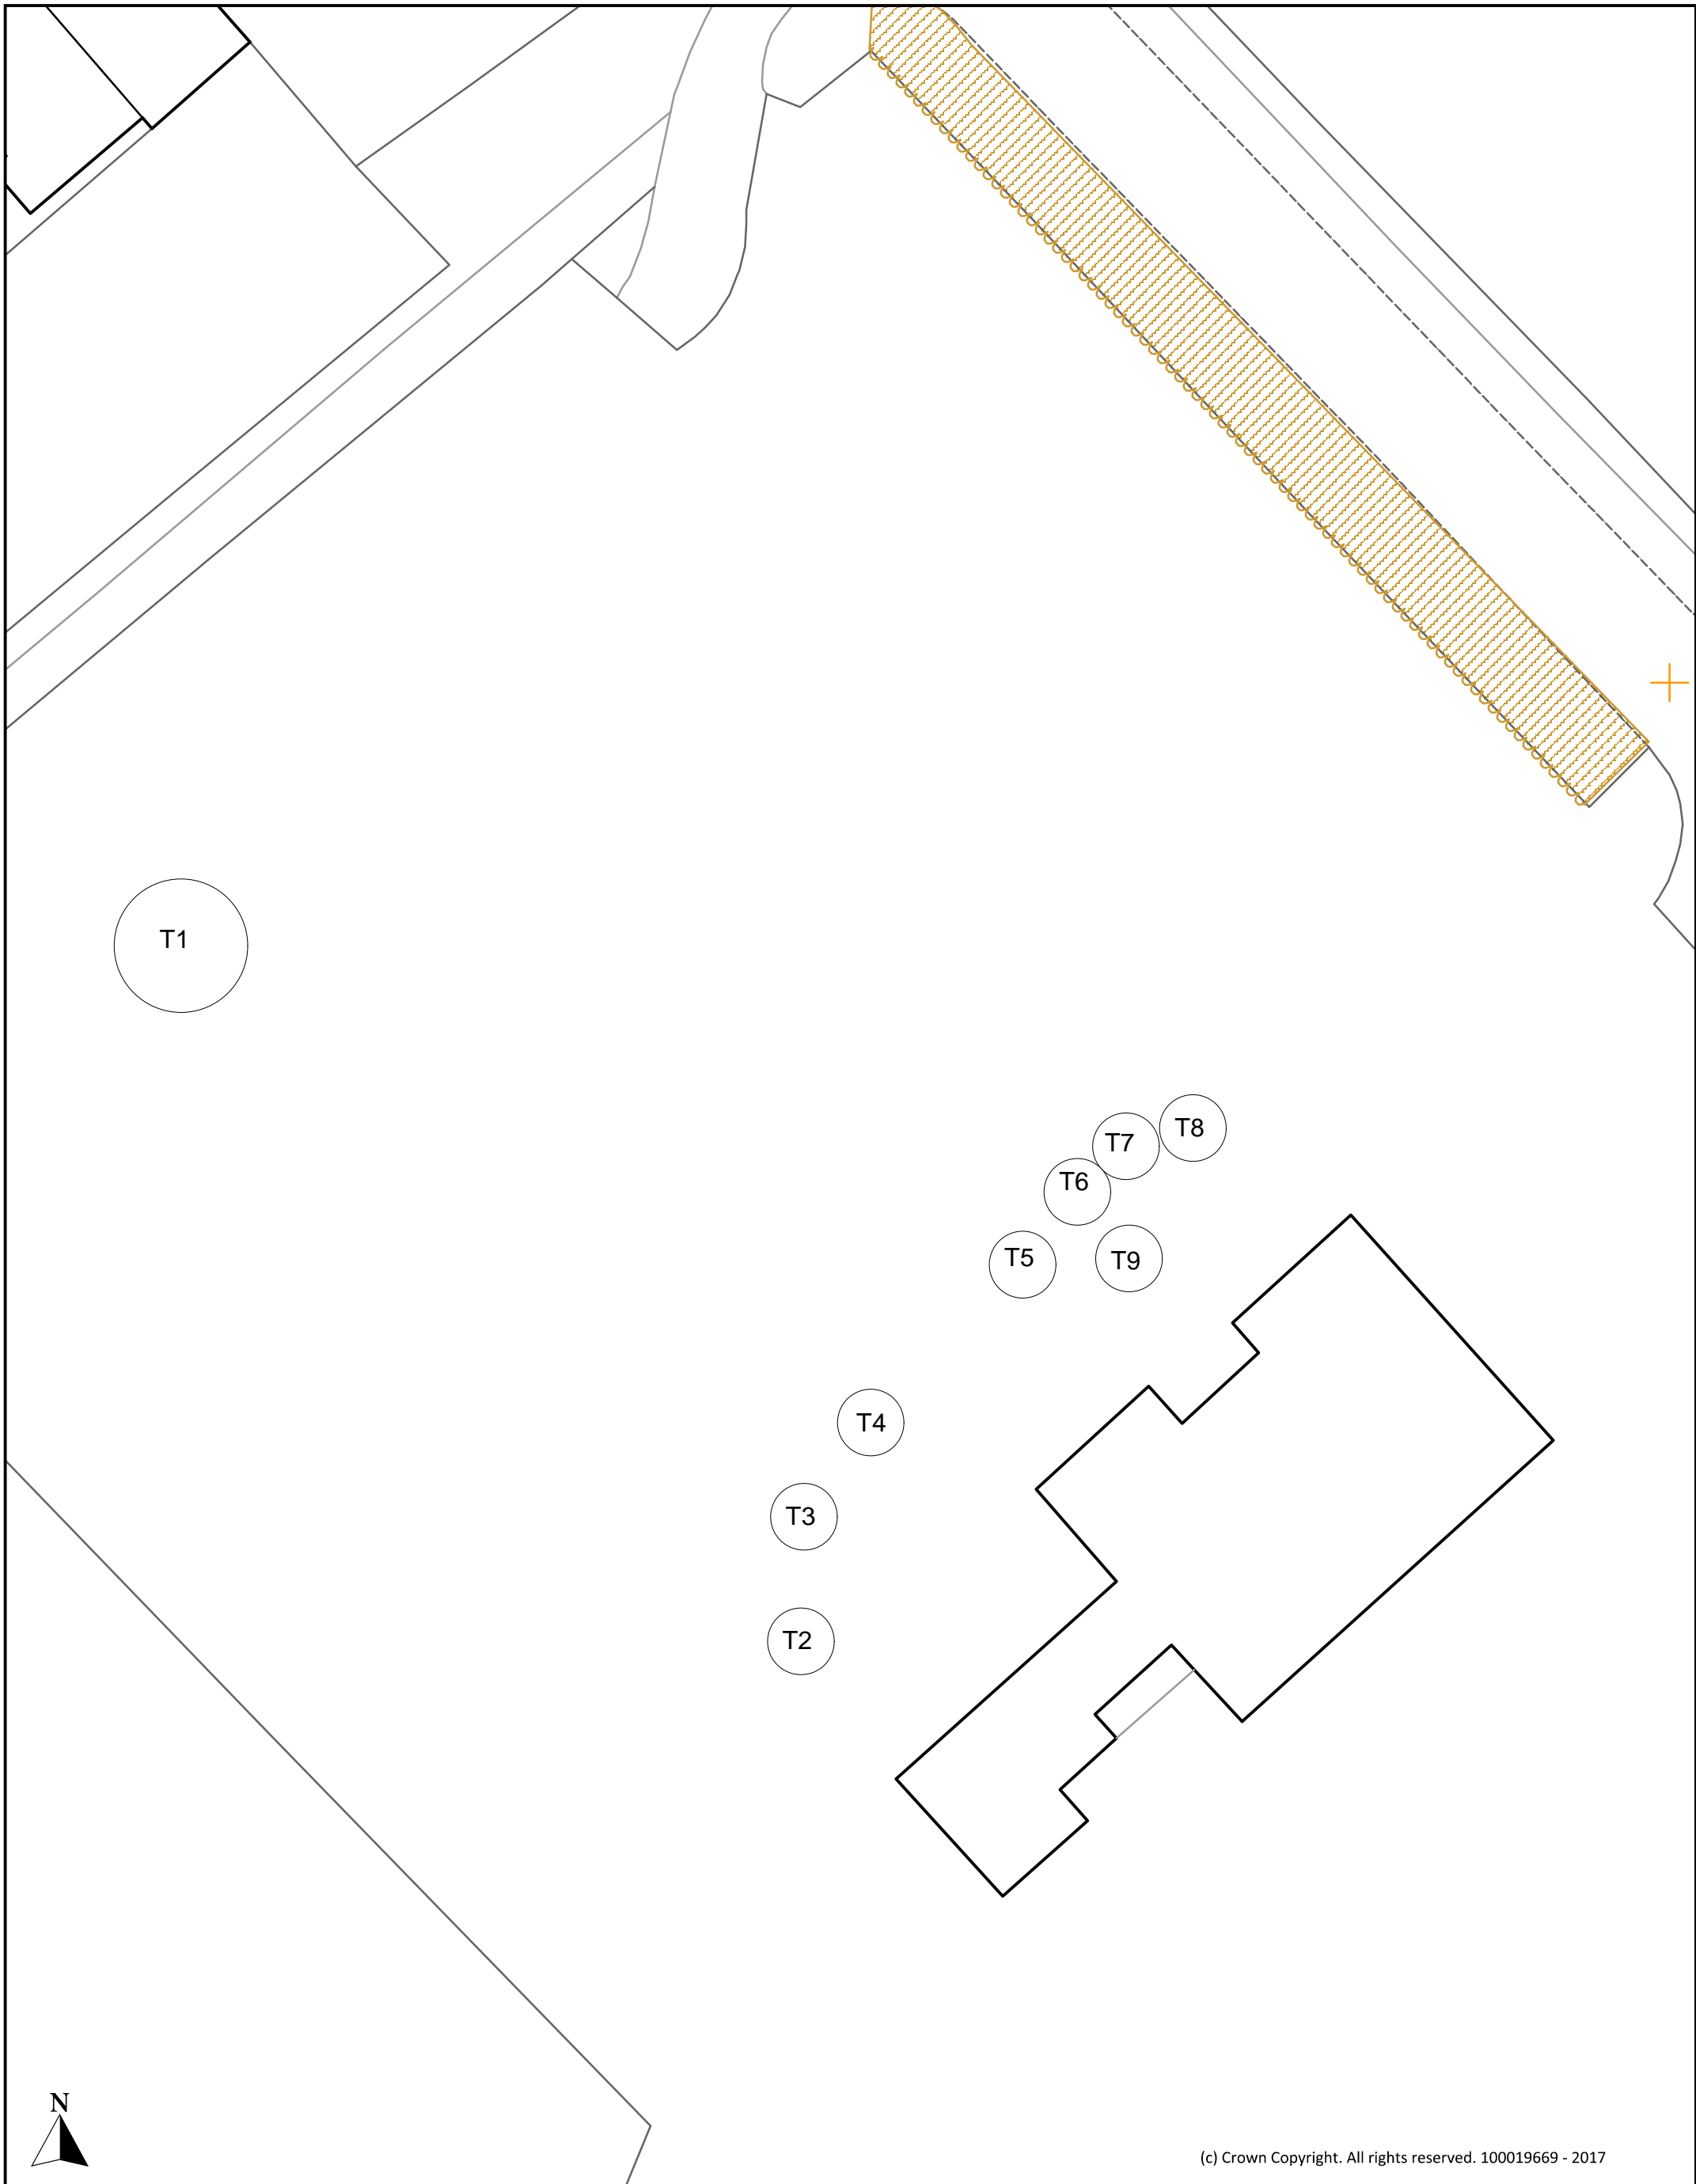 T1
T8
T7
T6
T5
T9
T4
T3
T2
N
(c) Crown Copyright. All rights reserved. 100019669 - 2017